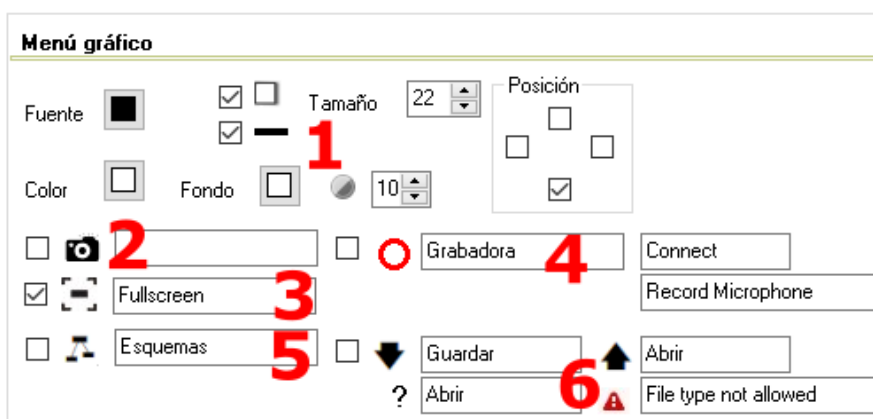 Menú gráfico
Fuente
Tamaño
22
Posición
1
Color
Fondo
10
2
Grabadora
4
Connect
Fullscreen
3
Record Microphone
Esquemas
5
Guardar
6
Abrir
?
Abrir
File type not allowed